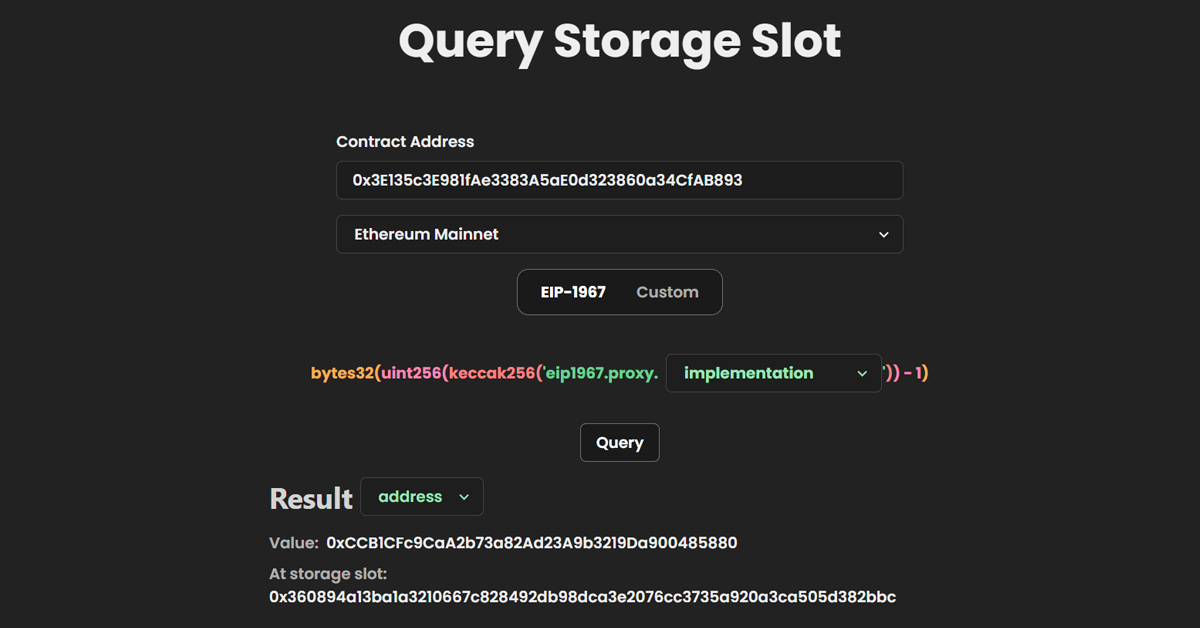 Query Storage Slot
Contract Address
0x3E135c3E981fAe3383A5aE0d323860a34CfAB893
Ethereum Mainnet
EIP-1967 Custom
bytes32(uint256(keccak256('eip1967.proxy. implementation ')) - 1)
Query
Result address
Value: 0xCCB1CFc9CaA2b73a82Ad23A9b3219Da900485880
At storage slot:
0x360894a13ba1a3210667c828492db98dca3e2076cc3735a920a3ca505d382bbc